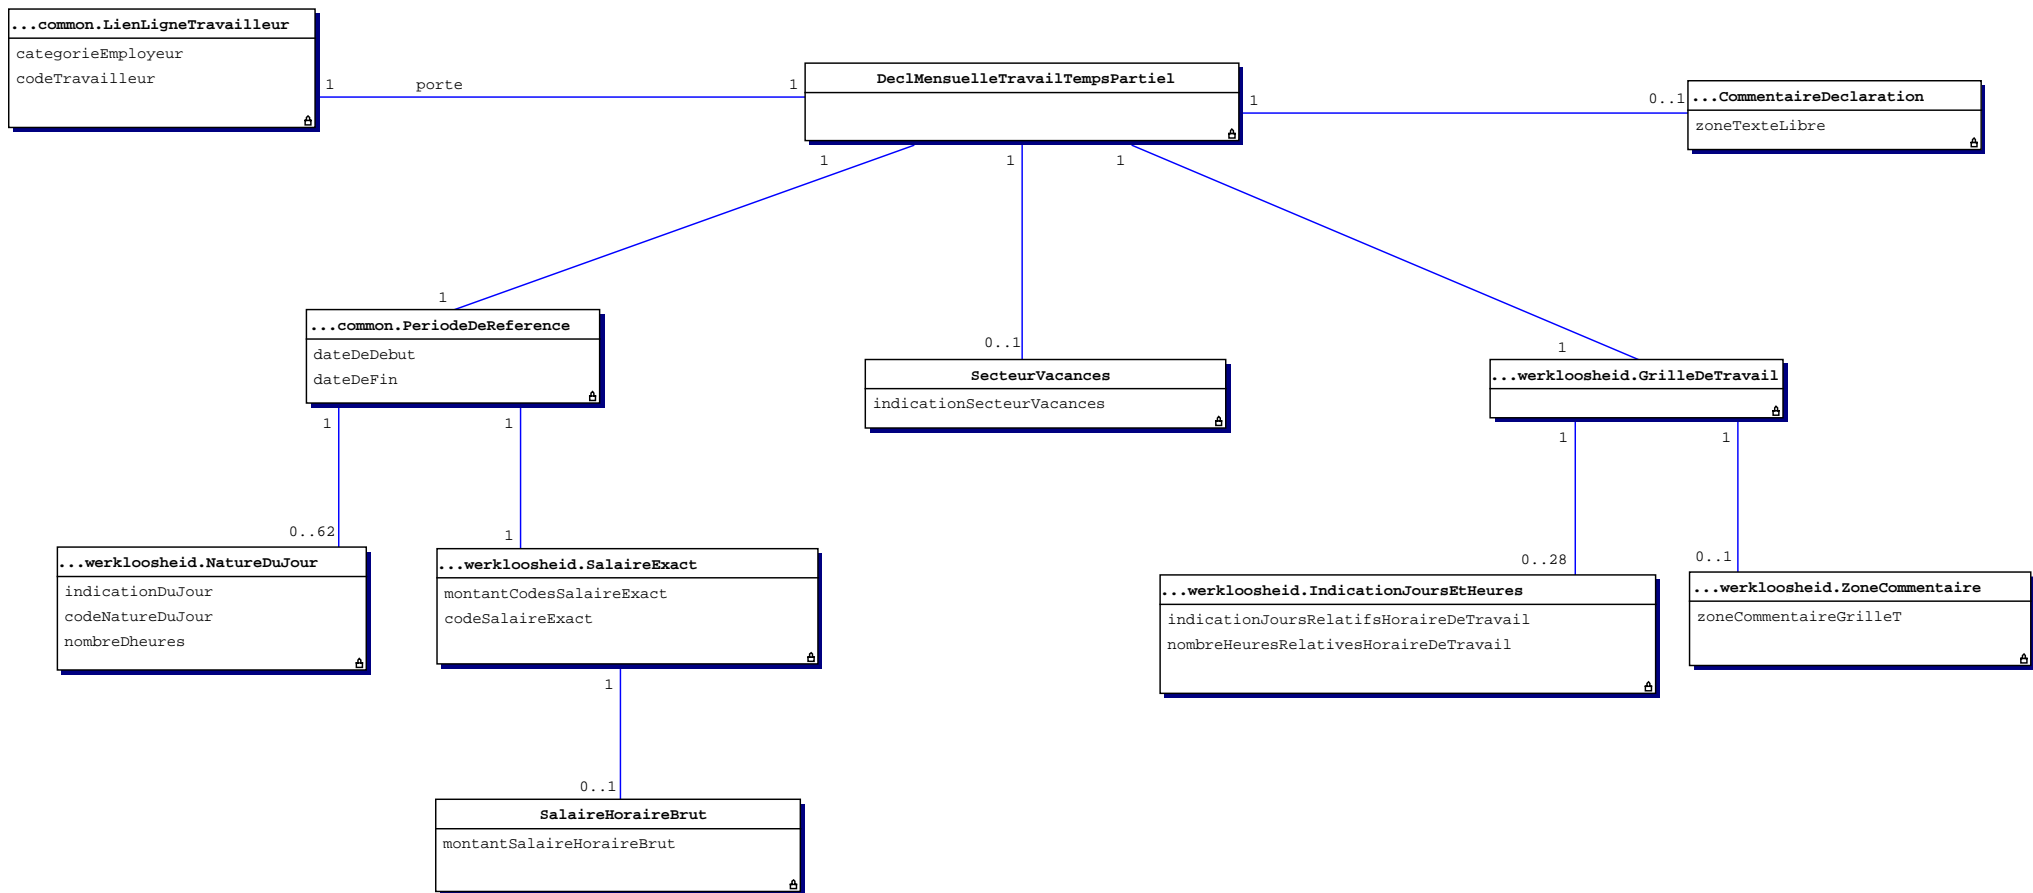 ...common.LienLigneTravailleur
categorieEmployeur
codeTravailleur
1
porte
1
DeclMensuelleTravailTempsPartiel
1
0..1
...CommentaireDeclaration
zoneTexteLibre
1
1
1
1
...common.PeriodeDeReference
dateDeDebut
dateDeFin
0..1
SecteurVacances
indicationSecteurVacances
1
...werkloosheid.GrilleDeTravail
1
1
1
1
0..62
...werkloosheid.NatureDuJour
indicationDuJour
codeNatureDuJour
nombreDheures
1
...werkloosheid.SalaireExact
montantCodesSalaireExact
codeSalaireExact
0..28
...werkloosheid.IndicationJoursEtHeures
indicationJoursRelatifsHoraireDeTravail
nombreHeuresRelativesHoraireDeTravail
0..1
...werkloosheid.ZoneCommentaire
zoneCommentaireGrilleT
1
0..1
SalaireHoraireBrut
montantSalaireHoraireBrut